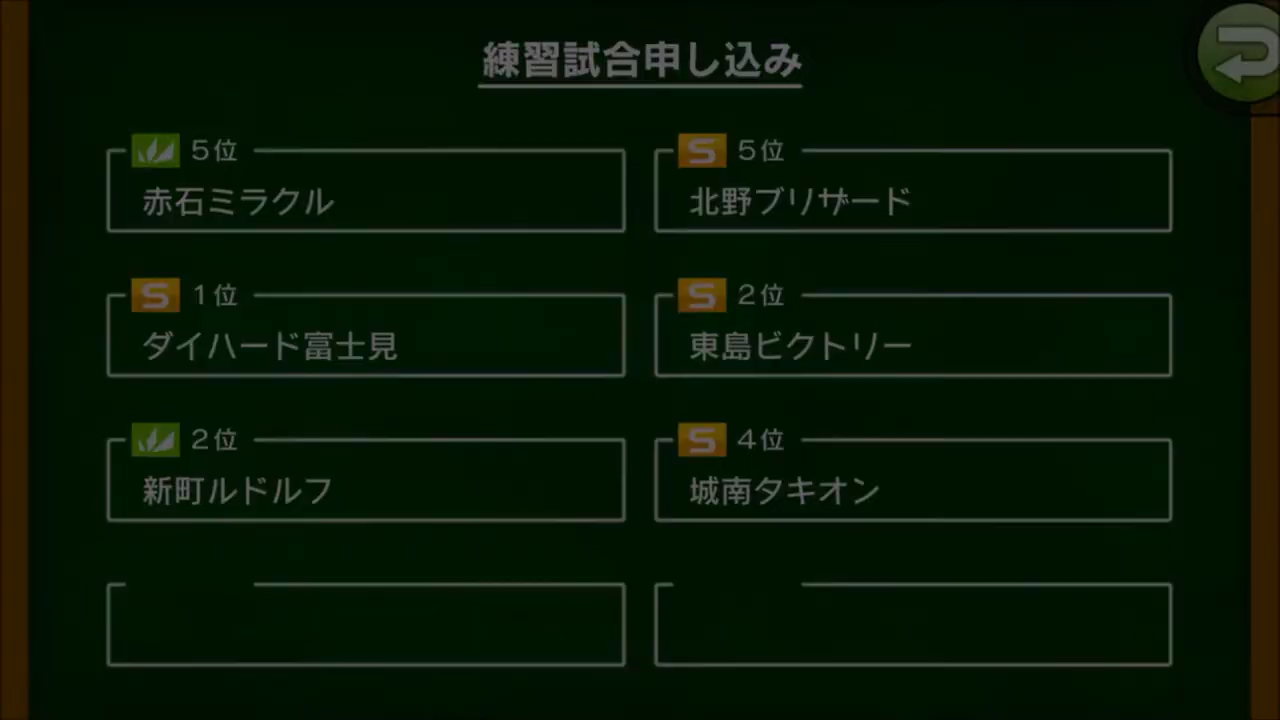 練習試合申し込み
5位
赤石ミラクル
S 5位
北野ブリザード
S 1位
ダイハード富士見
S 2位
東島ビクトリー
2位
新町ルドルフ
S 4位
城南タキオン